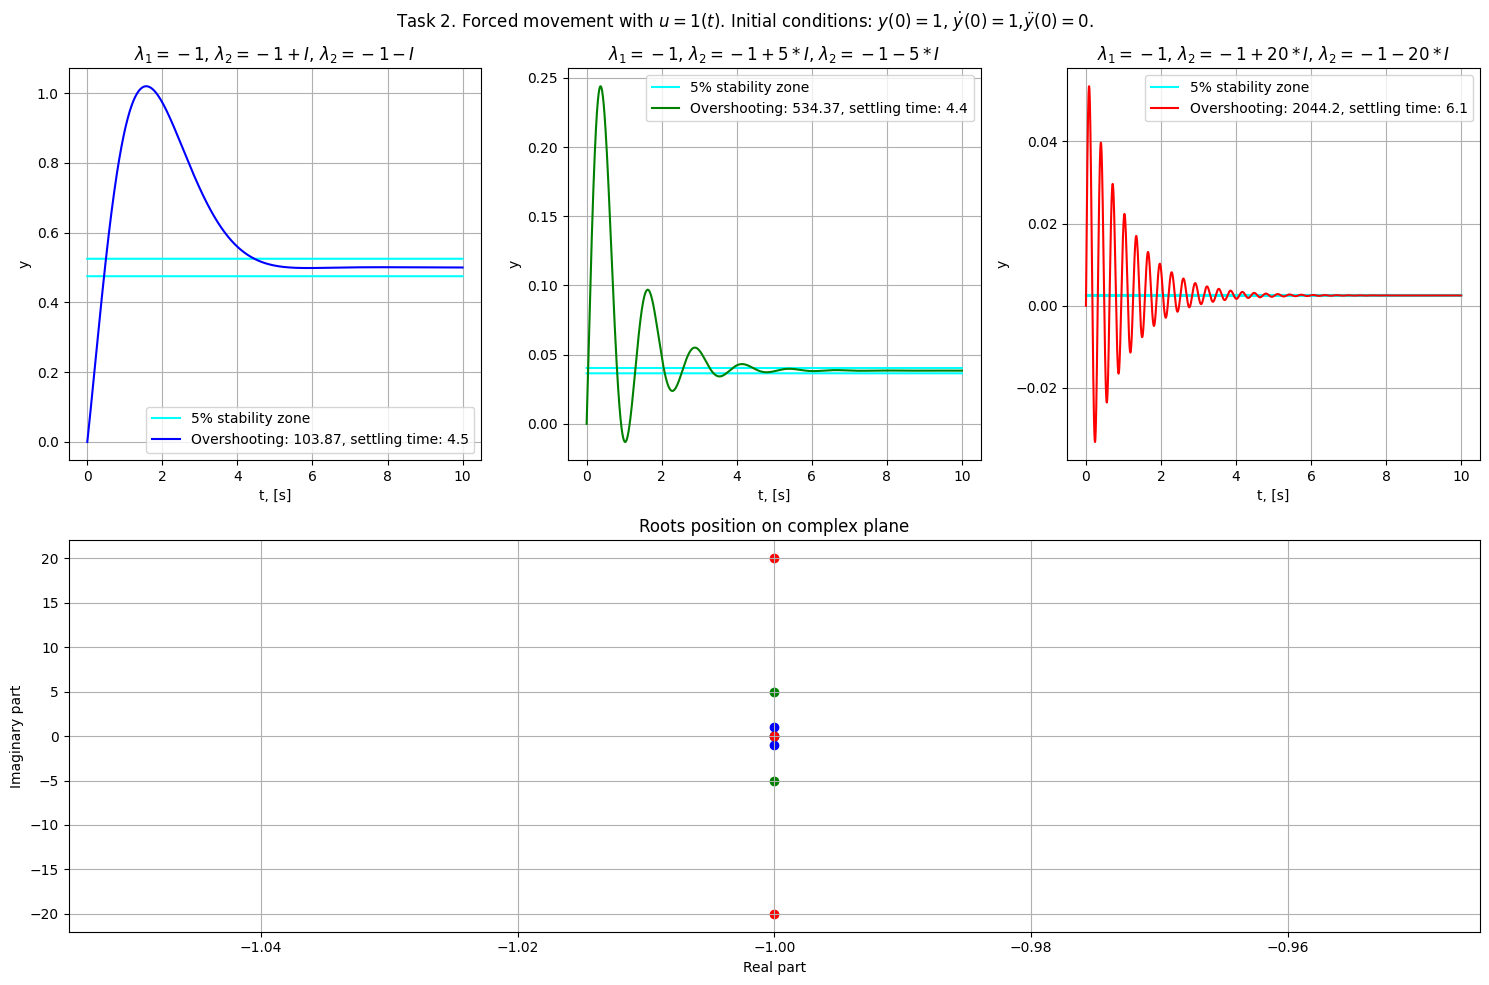 Task 2. Forced movement with u = 1(t). Initial conditions: y(0) = 1, ẏ(0) = 1,ÿ(0) = 0.
λ₁ = −1, λ₂ = −1 + I, λ₂ = −1 − I
1.0
0.8
0.6
0.4
0.2
0.0
y
5% stability zone
Overshooting: 103.87, settling time: 4.5
0 2 4 6 8 10
t, [s]
λ₁ = −1, λ₂ = −1 + 5 * I, λ₂ = −1 − 5 * I
0.25
0.20
0.15
0.10
0.05
0.00
y
5% stability zone
Overshooting: 534.37, settling time: 4.4
0 2 4 6 8 10
t, [s]
λ₁ = −1, λ₂ = −1 + 20 * I, λ₂ = −1 − 20 * I
0.04
0.02
0.00
−0.02
y
5% stability zone
Overshooting: 2044.2, settling time: 6.1
0 2 4 6 8 10
t, [s]
Roots position on complex plane
20
15
10
5
0
−5
−10
−15
−20
Imaginary part
−1.04 −1.02 −1.00 −0.98 −0.96
Real part